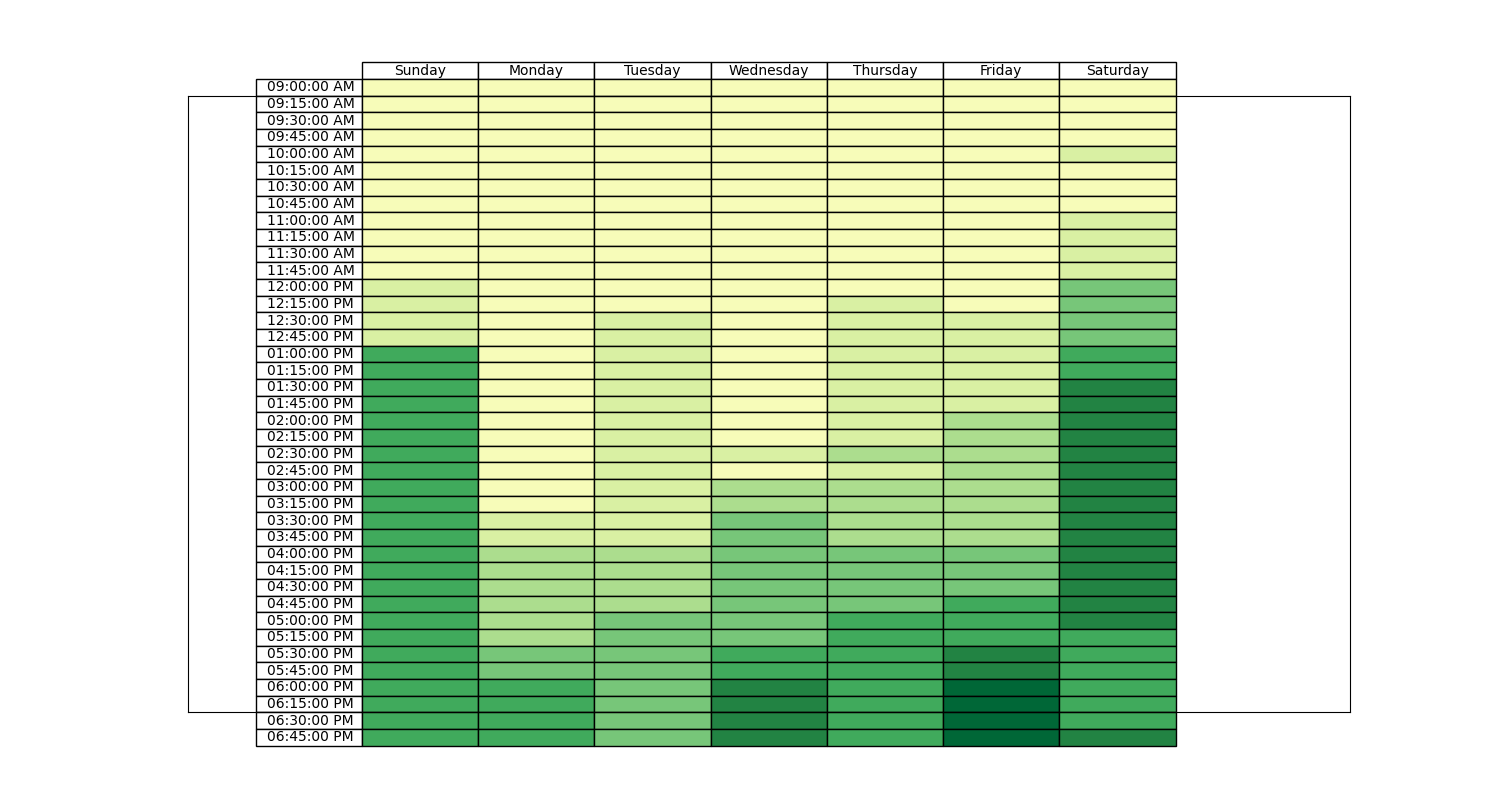 Sunday Monday Tuesday Wednesday Thursday Friday Saturday
09:00:00 AM
09:15:00 AM
09:30:00 AM
09:45:00 AM
10:00:00 AM
10:15:00 AM
10:30:00 AM
10:45:00 AM
11:00:00 AM
11:15:00 AM
11:30:00 AM
11:45:00 AM
12:00:00 PM
12:15:00 PM
12:30:00 PM
12:45:00 PM
01:00:00 PM
01:15:00 PM
01:30:00 PM
01:45:00 PM
02:00:00 PM
02:15:00 PM
02:30:00 PM
02:45:00 PM
03:00:00 PM
03:15:00 PM
03:30:00 PM
03:45:00 PM
04:00:00 PM
04:15:00 PM
04:30:00 PM
04:45:00 PM
05:00:00 PM
05:15:00 PM
05:30:00 PM
05:45:00 PM
06:00:00 PM
06:15:00 PM
06:30:00 PM
06:45:00 PM